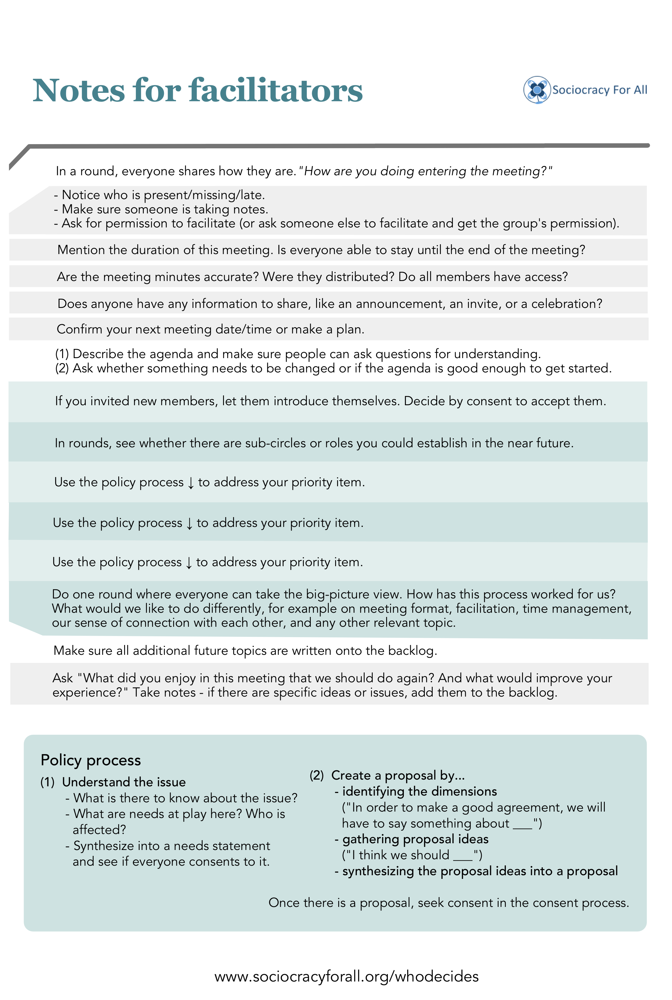 Notes for facilitators
Sociocracy For All
In a round, everyone shares how they are. "How are you doing entering the meeting?"
- Notice who is present/missing/late.
- Make sure someone is taking notes.
- Ask for permission to facilitate (or ask someone else to facilitate and get the group's permission).
Mention the duration of this meeting. Is everyone able to stay until the end of the meeting?
Are the meeting minutes accurate? Were they distributed? Do all members have access?
Does anyone have any information to share, like an announcement, an invite, or a celebration?
Confirm your next meeting date/time or make a plan.
(1) Describe the agenda and make sure people can ask questions for understanding.
(2) Ask whether something needs to be changed or if the agenda is good enough to get started.
If you invited new members, let them introduce themselves. Decide by consent to accept them.
In rounds, see whether there are sub-circles or roles you could establish in the near future.
Use the policy process ↓ to address your priority item.
Use the policy process ↓ to address your priority item.
Use the policy process ↓ to address your priority item.
Do one round where everyone can take the big-picture view. How has this process worked for us?
What would we like to do differently, for example on meeting format, facilitation, time management,
our sense of connection with each other, and any other relevant topic.
Make sure all additional future topics are written onto the backlog.
Ask "What did you enjoy in this meeting that we should do again? And what would improve your
experience?" Take notes - if there are specific ideas or issues, add them to the backlog.
Policy process
(1) Understand the issue
- What is there to know about the issue?
- What are needs at play here? Who is
affected?
- Synthesize into a needs statement
and see if everyone consents to it.
(2) Create a proposal by...
- identifying the dimensions
("In order to make a good agreement, we will
have to say something about ___")
- gathering proposal ideas
("I think we should ___")
- synthesizing the proposal ideas into a proposal
Once there is a proposal, seek consent in the consent process.
www.sociocracyforall.org/whodecides